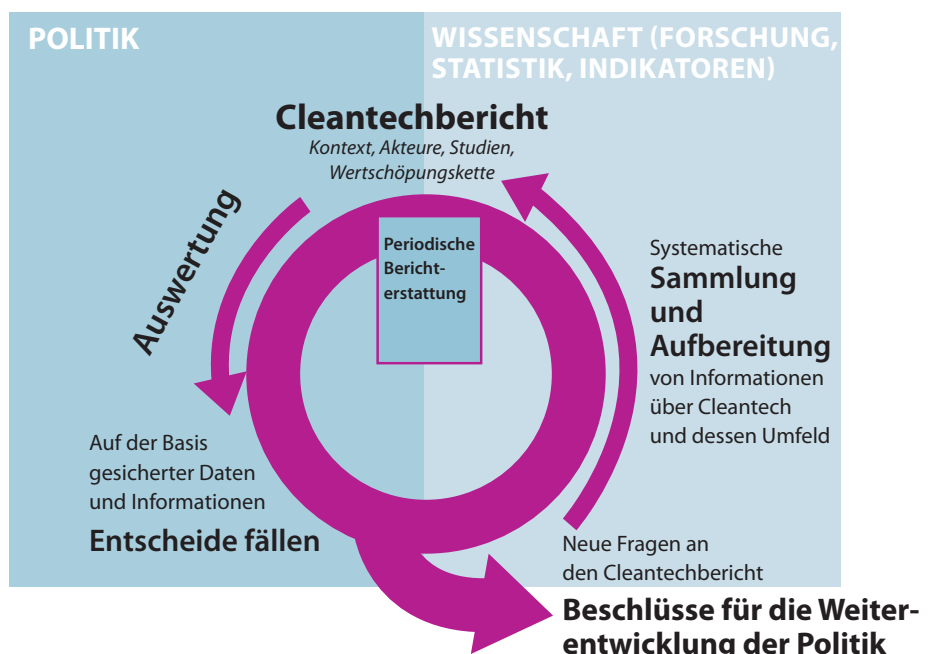 POLITIK
WISSENSCHAFT (FORSCHUNG,
STATISTIK, INDIKATOREN)
Cleantechbericht
Kontext, Akteure, Studien,
Wertschöpungskette
Auswertung
Periodische
Bericht-
erstattung
Systematische
Sammlung
und
Aufbereitung
von Informationen
über Cleantech
und dessen Umfeld
Auf der Basis
gesicherter Daten
und Informationen
Entscheide fällen
Neue Fragen an
den Cleantechbericht
Beschlüsse für die Weiter-
entwicklung der Politik